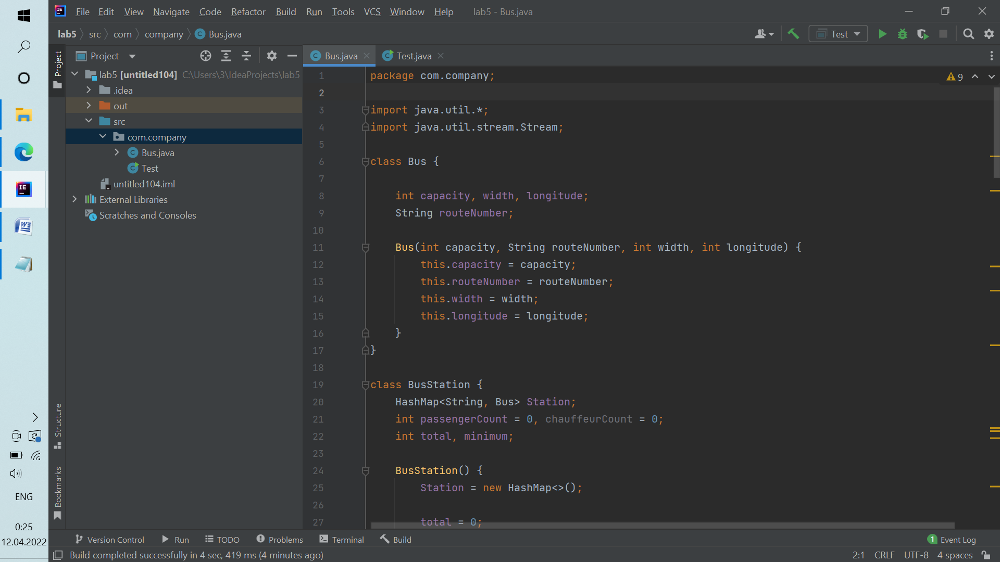 File Edit View Navigate Code Refactor Build Run Tools VCS Window Help lab5 - Bus.java
lab5 src com company Bus.java Test
Project
Project
lab5 [untitled104] C:\Users\3\IdeaProjects\lab5
.idea
out
src
com.company
Bus.java
Test
untitled104.iml
External Libraries
Scratches and Consoles
Structure
Bookmarks
Bus.java Test.java
9
1 package com.company;
2
3 import java.util.*;
4 import java.util.stream.Stream;
5
6 class Bus {
7
8 int capacity, width, longitude;
9 String routeNumber;
10
11 Bus(int capacity, String routeNumber, int width, int longitude) {
12 this.capacity = capacity;
13 this.routeNumber = routeNumber;
14 this.width = width;
15 this.longitude = longitude;
16 }
17 }
18
19 class BusStation {
20 HashMap<String, Bus> Station;
21 int passengerCount = 0, chauffeurCount = 0;
22 int total, minimum;
23
24 BusStation() {
25 Station = new HashMap<>();
26
27 total = 0;
Version Control Run TODO Problems Terminal Build 1 Event Log
Build completed successfully in 4 sec, 419 ms (4 minutes ago) 2:1 CRLF UTF-8 4 spaces
ENG
0:25
12.04.2022